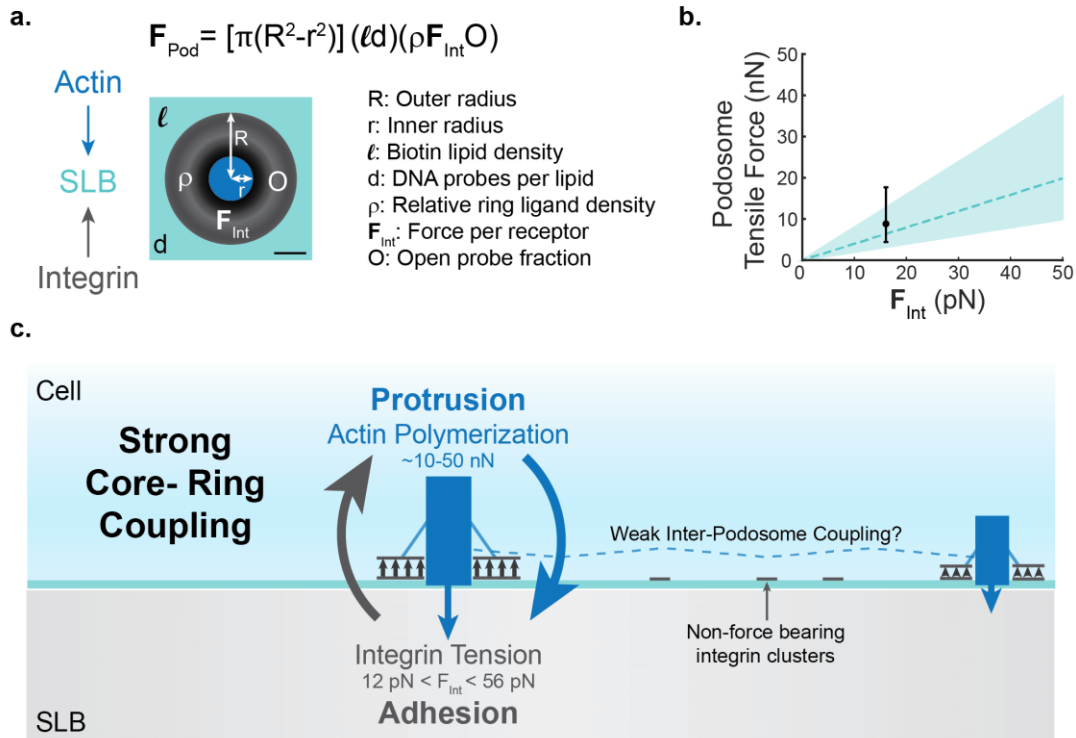 a.
F_Pod = [π(R²-r²)] (ℓd)(ρF_IntO)
Actin
SLB
Integrin
ℓ
R
ρ
r
O
F_Int
d
R: Outer radius
r: Inner radius
ℓ: Biotin lipid density
d: DNA probes per lipid
ρ: Relative ring ligand density
F_Int: Force per receptor
O: Open probe fraction
b.
Podosome
Tensile Force (nN)
50
40
30
20
10
0
0 10 20 30 40 50
F_Int (pN)
c.
Cell
Strong
Core- Ring
Coupling
Protrusion
Actin Polymerization
~10-50 nN
Weak Inter-Podosome Coupling?
Non-force bearing
integrin clusters
Integrin Tension
12 pN < F_Int < 56 pN
Adhesion
SLB